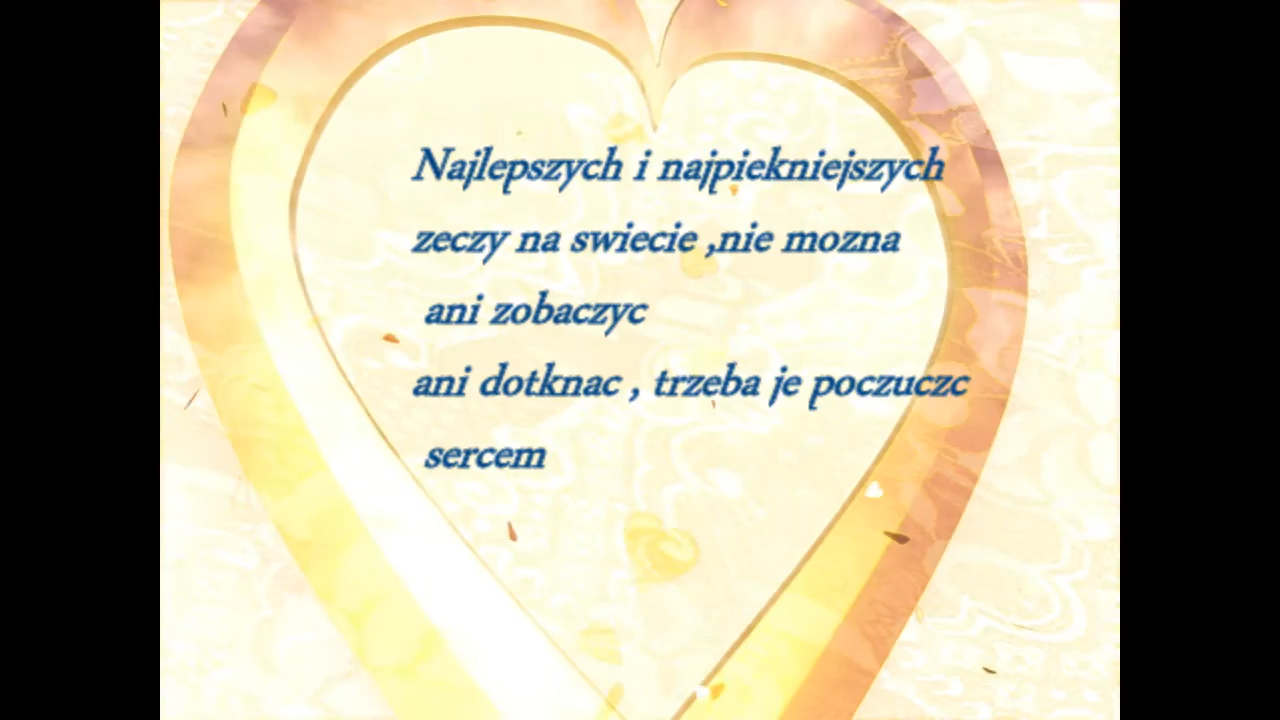 Najlepszych i najpiekniejszych
zeczy na swiecie ,nie mozna
ani zobaczyc
ani dotknac , trzeba je poczuczc
sercem